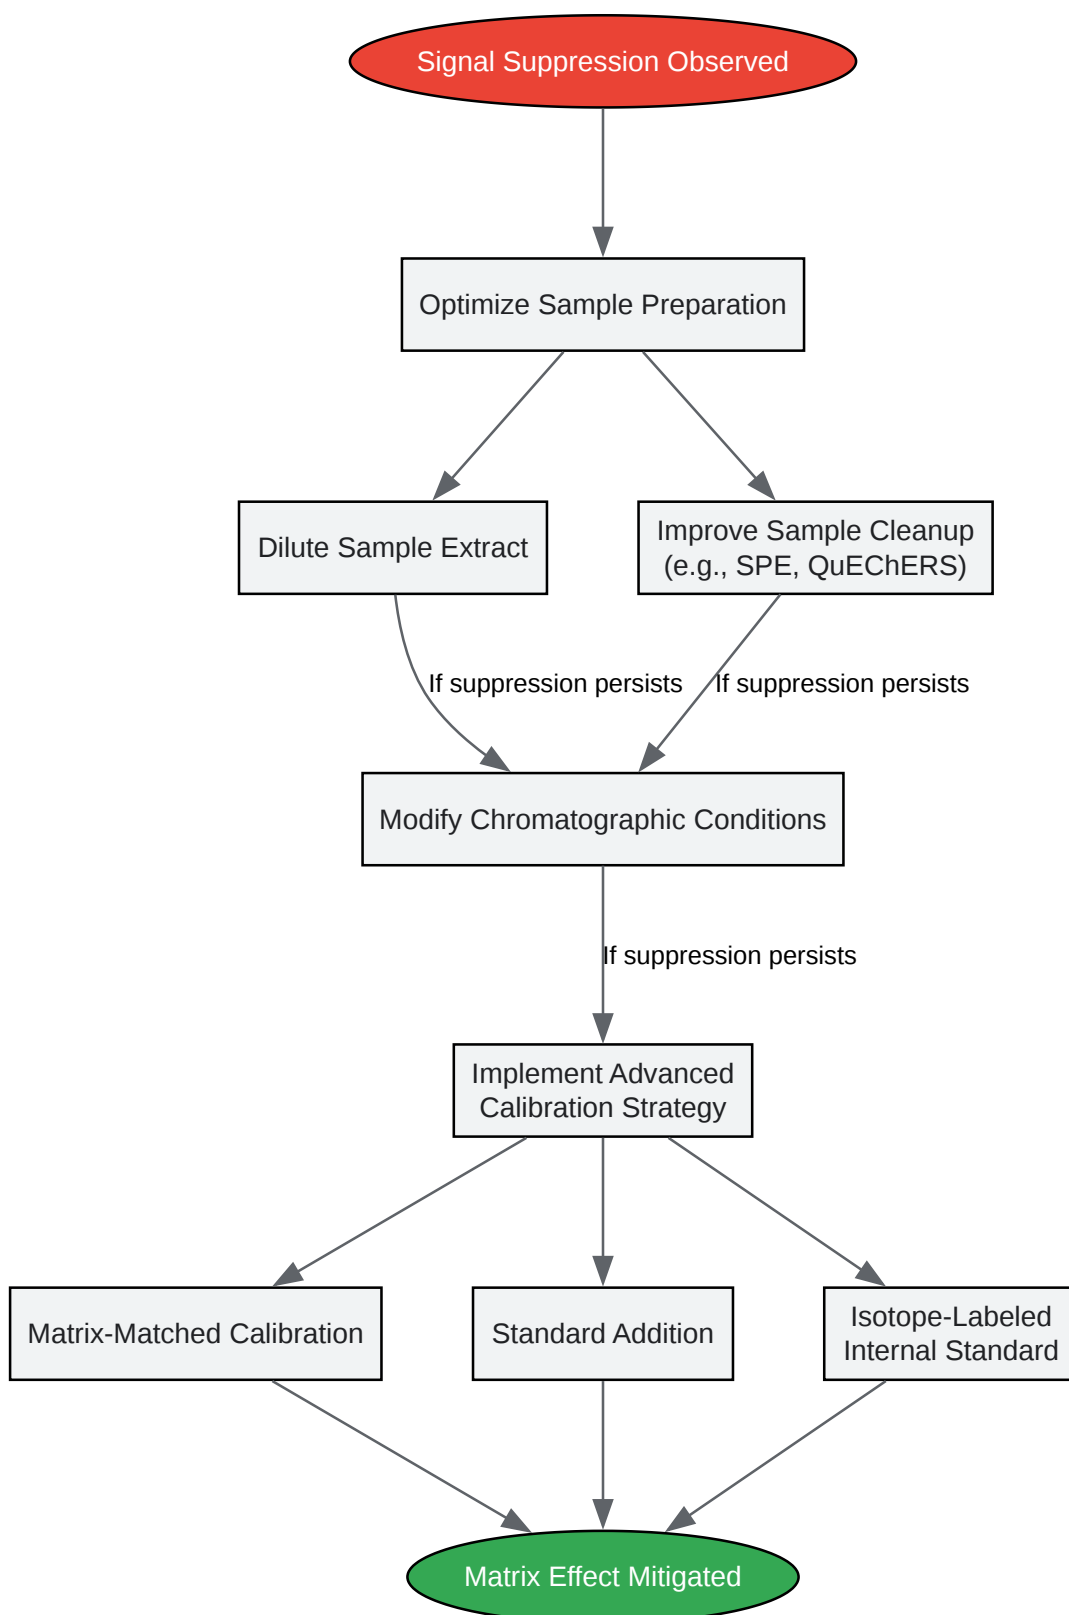 Signal Suppression Observed
Optimize Sample Preparation
Dilute Sample Extract
Improve Sample Cleanup
(e.g., SPE, QuEChERS)
If suppression persists
If suppression persists
Modify Chromatographic Conditions
If suppression persists
Implement Advanced
Calibration Strategy
Matrix-Matched Calibration
Standard Addition
Isotope-Labeled
Internal Standard
Matrix Effect Mitigated